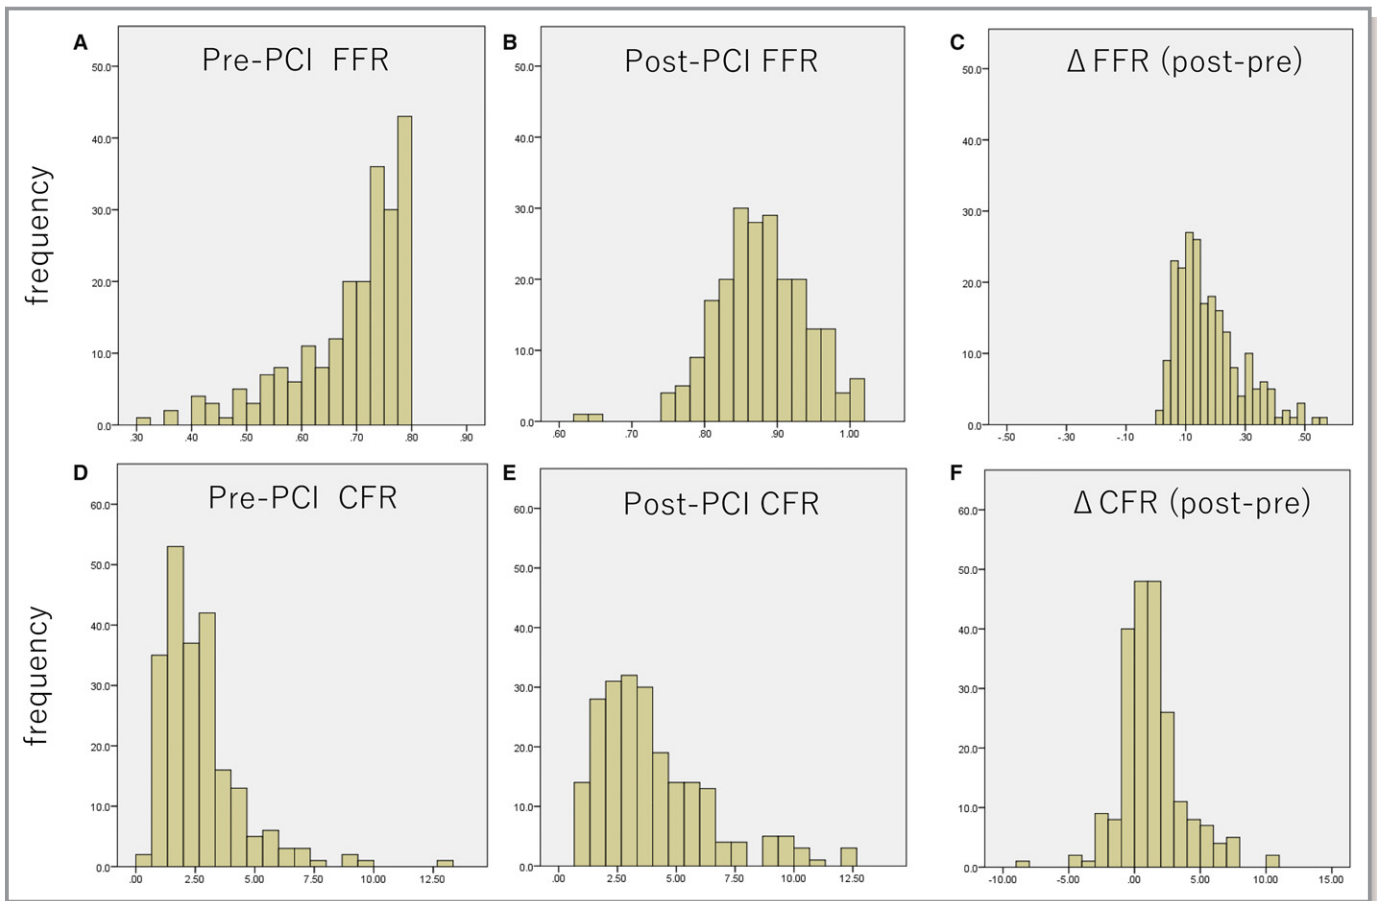 A
Pre-PCI FFR
50.0
40.0
30.0
20.0
10.0
0.0
.30 .40 .50 .60 .70 .80 .90
B
Post-PCI FFR
50.0
40.0
30.0
20.0
10.0
0.0
.60 .70 .80 .90 1.00
C
Δ FFR (post-pre)
50.0
40.0
30.0
20.0
10.0
0.0
-.50 -.30 -.10 .10 .30 .50
frequency
D
Pre-PCI CFR
60.0
50.0
40.0
30.0
20.0
10.0
0.0
.00 2.50 5.00 7.50 10.00 12.50
E
Post-PCI CFR
60.0
50.0
40.0
30.0
20.0
10.0
0.0
.00 2.50 5.00 7.50 10.00 12.50
F
Δ CFR (post-pre)
60.0
50.0
40.0
30.0
20.0
10.0
0.0
-10.00 -5.00 .00 5.00 10.00 15.00
frequency